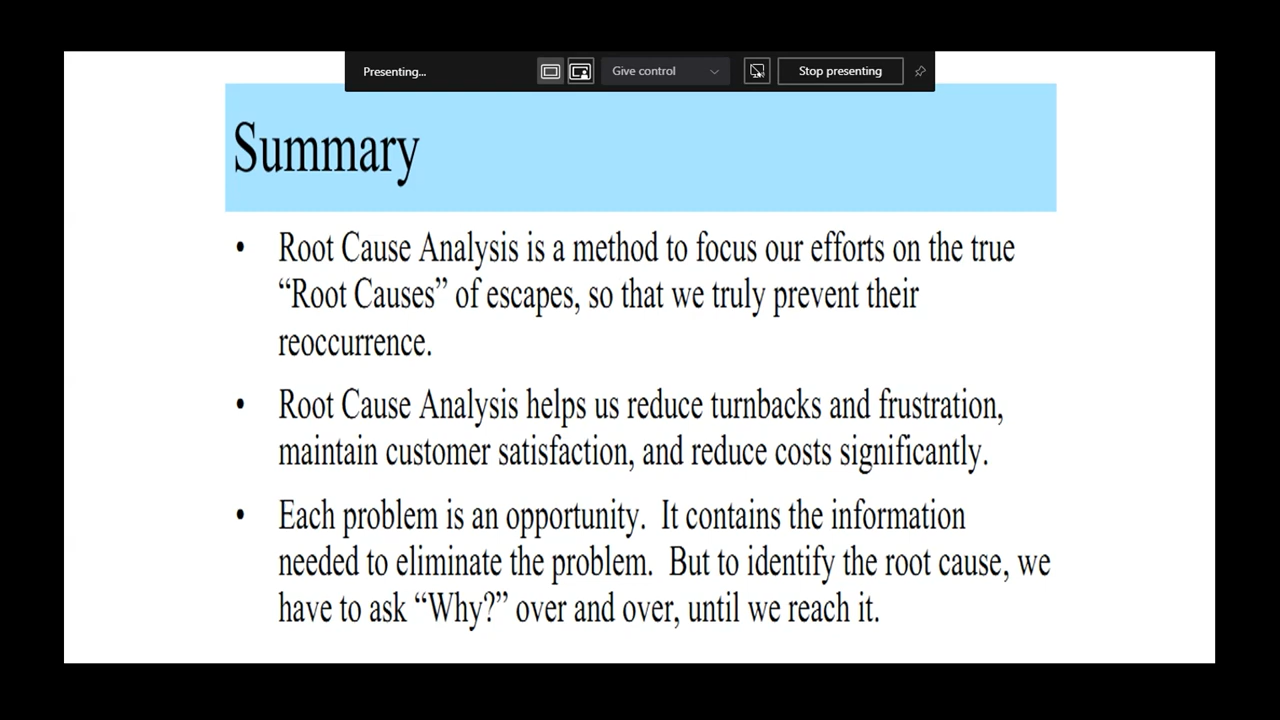 Presenting...
Give control
Stop presenting
Summary
• Root Cause Analysis is a method to focus our efforts on the true
“Root Causes” of escapes, so that we truly prevent their
reoccurrence.
• Root Cause Analysis helps us reduce turnbacks and frustration,
maintain customer satisfaction, and reduce costs significantly.
• Each problem is an opportunity.  It contains the information
needed to eliminate the problem.  But to identify the root cause, we
have to ask “Why?” over and over, until we reach it.